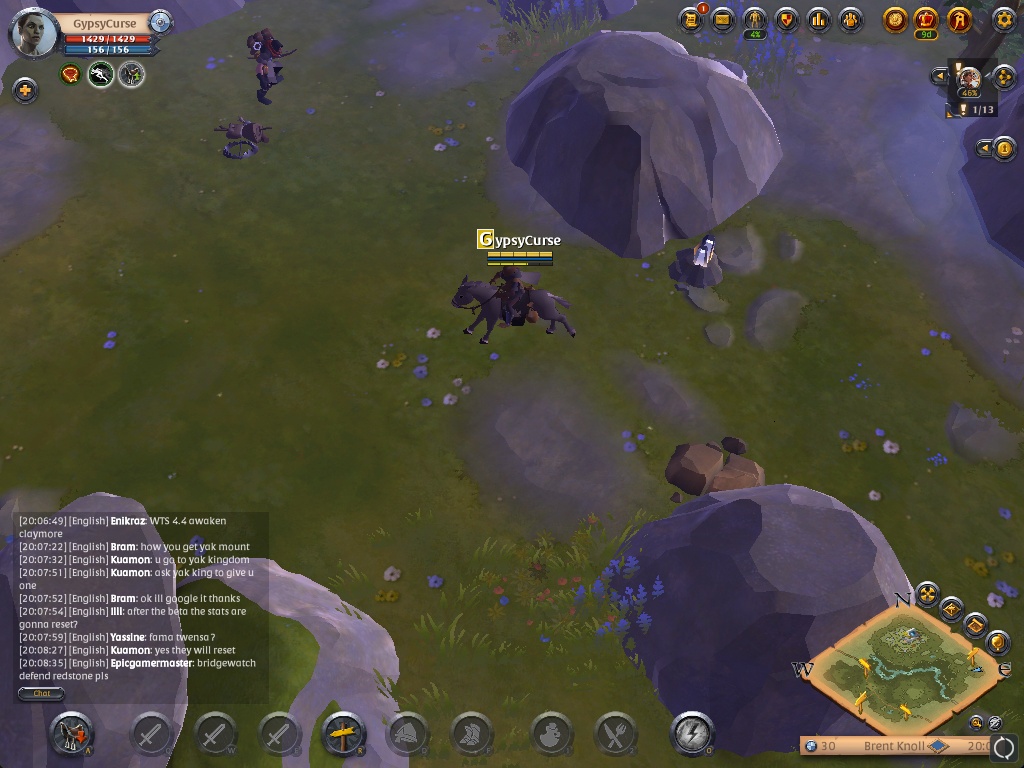 GypsyCurse
1429 / 1429
156 / 156
1
4%
9d
46%
1/13
GypsyCurse
[20:06:49] [English] Enikraz: WTS 4.4 awaken
claymore
[20:07:22] [English] Bram: how you get yak mount
[20:07:32] [English] Kuamon: u go to yak kingdom
[20:07:51] [English] Kuamon: ask yak king to give u
one
[20:07:52] [English] Bram: ok ill google it thanks
[20:07:54] [English] Illi: after the beta the stats are
gonna reset?
[20:07:59] [English] Yassine: fama twensa ?
[20:08:27] [English] Kuamon: yes they will reset
[20:08:35] [English] Epicgamermaster: bridgewatch
defend redstone pls
Chat
A
Q
W
E
R
D
F
N
W
E
30 Brent Knoll 20:0